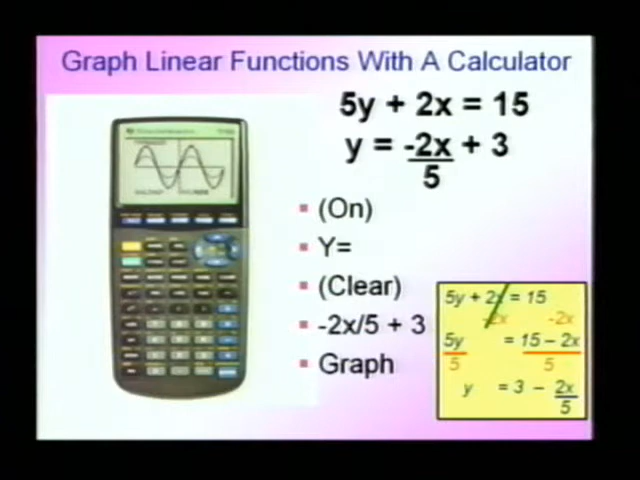 Graph Linear Functions With A Calculator
5y + 2x = 15
y = -2x + 3
5
(On)
Y=
(Clear)
-2x/5 + 3
Graph
5y + 2x = 15
-2x -2x
5y = 15 – 2x
5 5
y = 3 – 2x
5